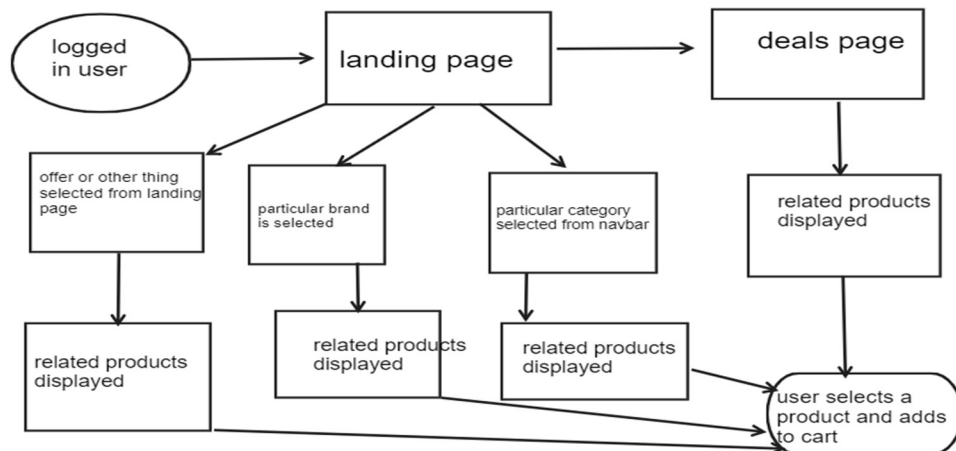 logged
in user
landing page
deals page
offer or other thing
selected from landing
page
particular brand
is selected
particular category
selected from navbar
related products
displayed
related products
displayed
related products
displayed
related products
displayed
user selects a
product and adds
to cart